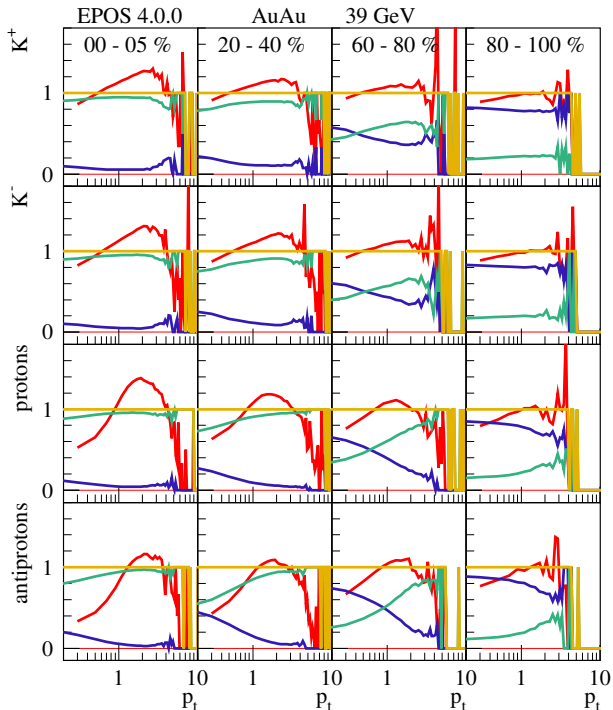 EPOS 4.0.0 AuAu 39 GeV
00 - 05 % 20 - 40 % 60 - 80 % 80 - 100 %
K+
1
0
K-
1
0
protons
1
0
antiprotons
1
0
1 10 1 10 1 10 1 10
pt pt pt pt